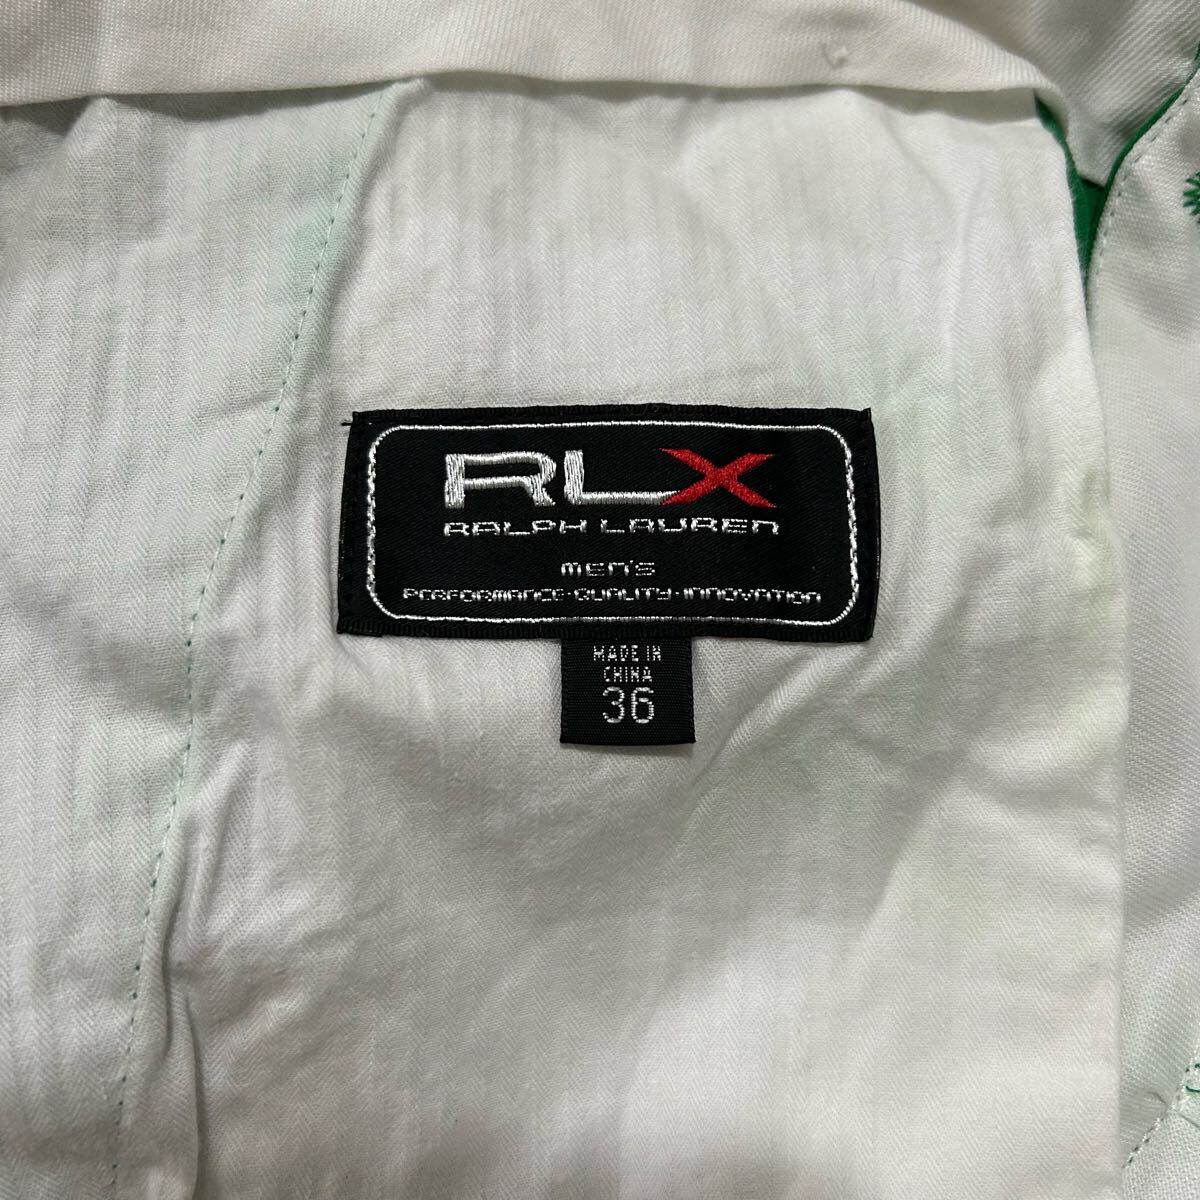 RLX
RALPH LAUREN
MEN'S
PERFORMANCE·QUALITY·INNOVATION
MADE IN
CHINA
36